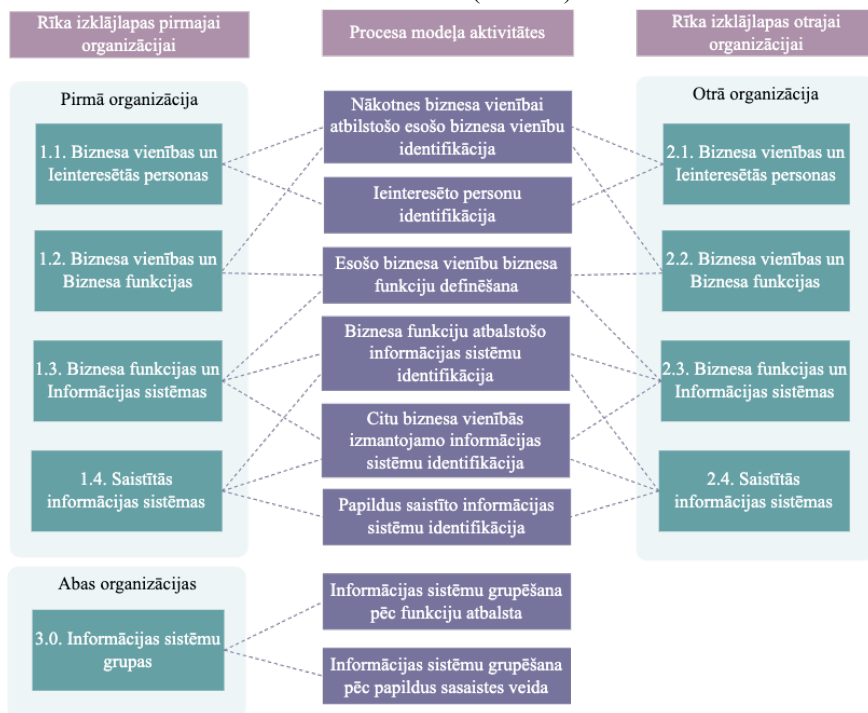 Rīka izklājlapas pirmajai
organizācijai
Procesa modeļa aktivitātes
Rīka izklājlapas otrajai
organizācijai
Pirmā organizācija
1.1. Biznesa vienības un
Ieinteresētās personas
1.2. Biznesa vienības un
Biznesa funkcijas
1.3. Biznesa funkcijas un
Informācijas sistēmas
1.4. Saistītās
informācijas sistēmas
Abas organizācijas
3.0. Informācijas sistēmu
grupas
Nākotnes biznesa vienībai
atbilstošo esošo biznesa vienību
identifikācija
Ieinteresēto personu
identifikācija
Esošo biznesa vienību biznesa
funkciju definēšana
Biznesa funkciju atbalstošo
informācijas sistēmu
identifikācija
Citu biznesa vienībās
izmantojamo informācijas
sistēmu identifikācija
Papildus saistīto informācijas
sistēmu identifikācija
Informācijas sistēmu grupēšana
pēc funkciju atbalsta
Informācijas sistēmu grupēšana
pēc papildus sasaistes veida
Otrā organizācija
2.1. Biznesa vienības un
Ieinteresētās personas
2.2. Biznesa vienības un
Biznesa funkcijas
2.3. Biznesa funkcijas un
Informācijas sistēmas
2.4. Saistītās
informācijas sistēmas